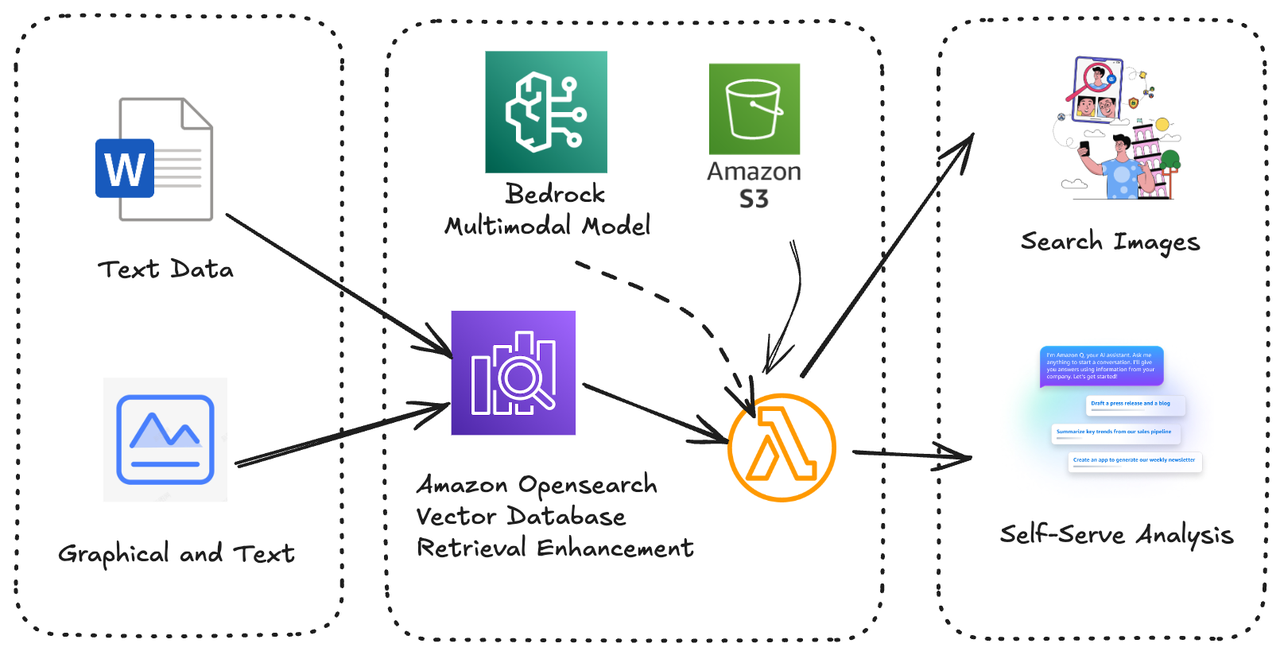 W
Text Data
Graphical and Text
Bedrock
Multimodal Model
Amazon
S3
Amazon Opensearch
Vector Database
Retrieval Enhancement
Search Images
I'm Amazon Q, your AI assistant. Ask me
anything to start a conversation. I'll give
you answers using information from your
company. Let's get started!
Draft a press release and a blog
Summarize key trends from our sales pipeline
Create an app to generate our weekly newsletter
Self-Serve Analysis